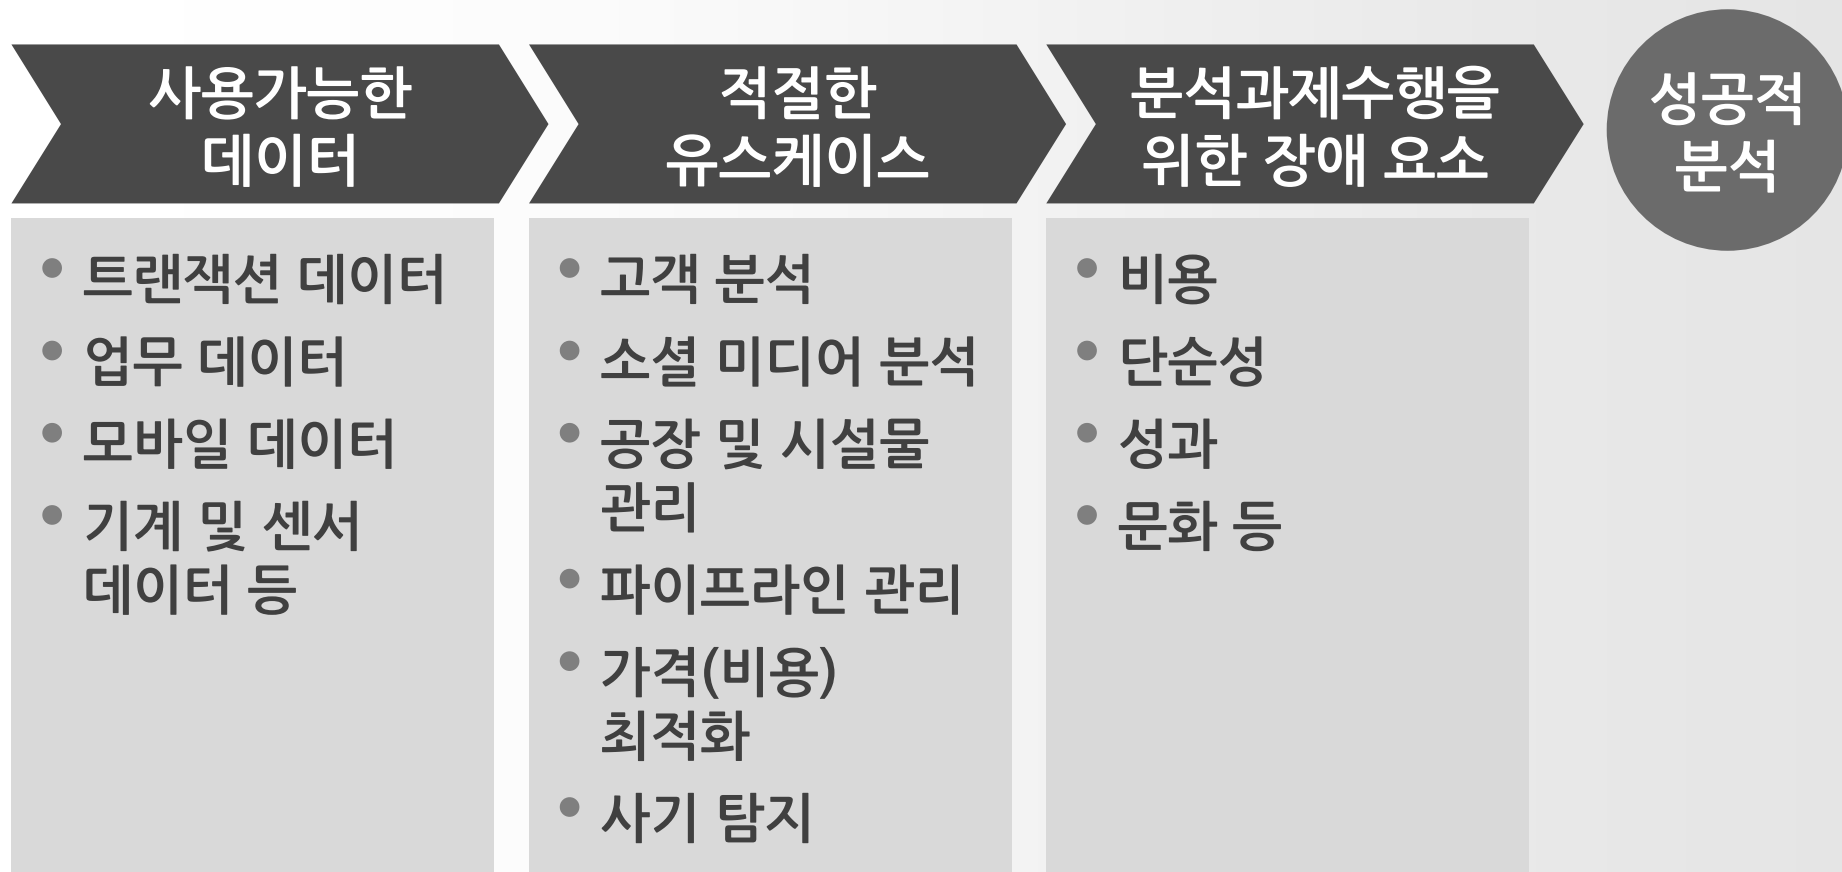 사용가능한
데이터
적절한
유스케이스
분석과제수행을
위한 장애 요소
성공적
분석
트랜잭션 데이터
업무 데이터
모바일 데이터
기계 및 센서
데이터 등
고객 분석
소셜 미디어 분석
공장 및 시설물
관리
파이프라인 관리
가격(비용)
최적화
사기 탐지
비용
단순성
성과
문화 등